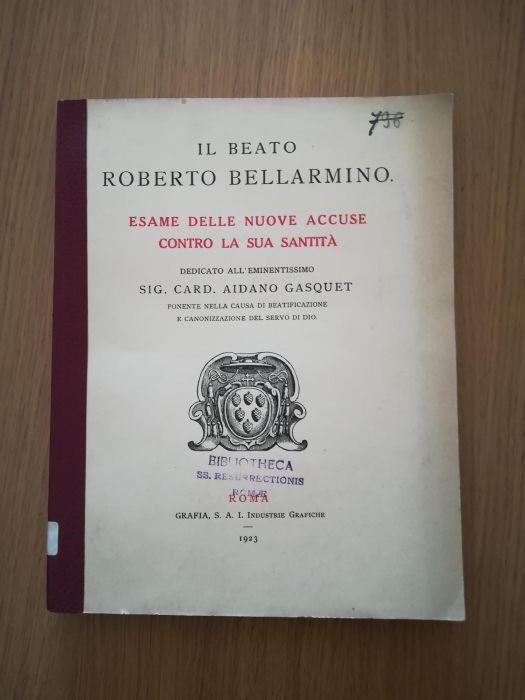 798
IL BEATO
ROBERTO BELLARMINO.
ESAME DELLE NUOVE ACCUSE
CONTRO LA SUA SANTITÀ
DEDICATO ALL'EMINENTISSIMO
SIG. CARD. AIDANO GASQUET
PONENTE NELLA CAUSA DI BEATIFICAZIONE
E CANONIZZAZIONE DEL SERVO DI DIO.
BIBLIOTHECA
SS. RESURRECTIONIS
ROMÆ
ROMA
GRAFIA, S. A. I. INDUSTRIE GRAFICHE
1923